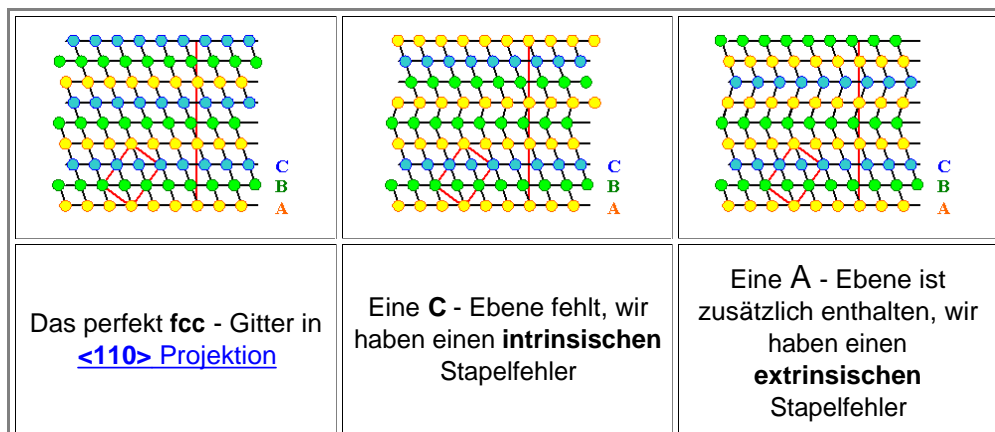 C
B
A
C
B
A
C
B
A
Das perfekt fcc - Gitter in
<110> Projektion
Eine C - Ebene fehlt, wir
haben einen intrinsischen
Stapelfehler
Eine A - Ebene ist
zusätzlich enthalten, wir
haben einen
extrinsischen
Stapelfehler